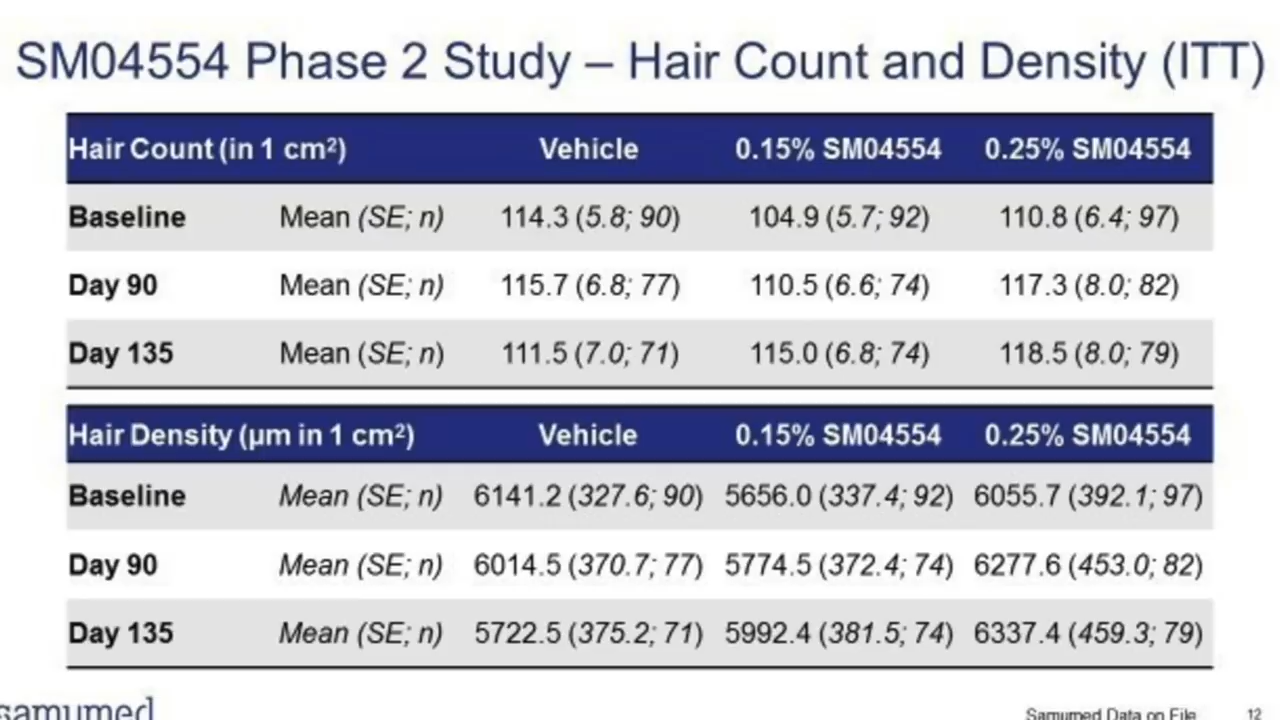 SM04554 Phase 2 Study – Hair Count and Density (ITT)
Hair Count (in 1 cm²) Vehicle 0.15% SM04554 0.25% SM04554
Baseline Mean (SE; n) 114.3 (5.8; 90) 104.9 (5.7; 92) 110.8 (6.4; 97)
Day 90 Mean (SE; n) 115.7 (6.8; 77) 110.5 (6.6; 74) 117.3 (8.0; 82)
Day 135 Mean (SE; n) 111.5 (7.0; 71) 115.0 (6.8; 74) 118.5 (8.0; 79)
Hair Density (µm in 1 cm²) Vehicle 0.15% SM04554 0.25% SM04554
Baseline Mean (SE; n) 6141.2 (327.6; 90) 5656.0 (337.4; 92) 6055.7 (392.1; 97)
Day 90 Mean (SE; n) 6014.5 (370.7; 77) 5774.5 (372.4; 74) 6277.6 (453.0; 82)
Day 135 Mean (SE; n) 5722.5 (375.2; 71) 5992.4 (381.5; 74) 6337.4 (459.3; 79)
samumed Samumed Data on File 12